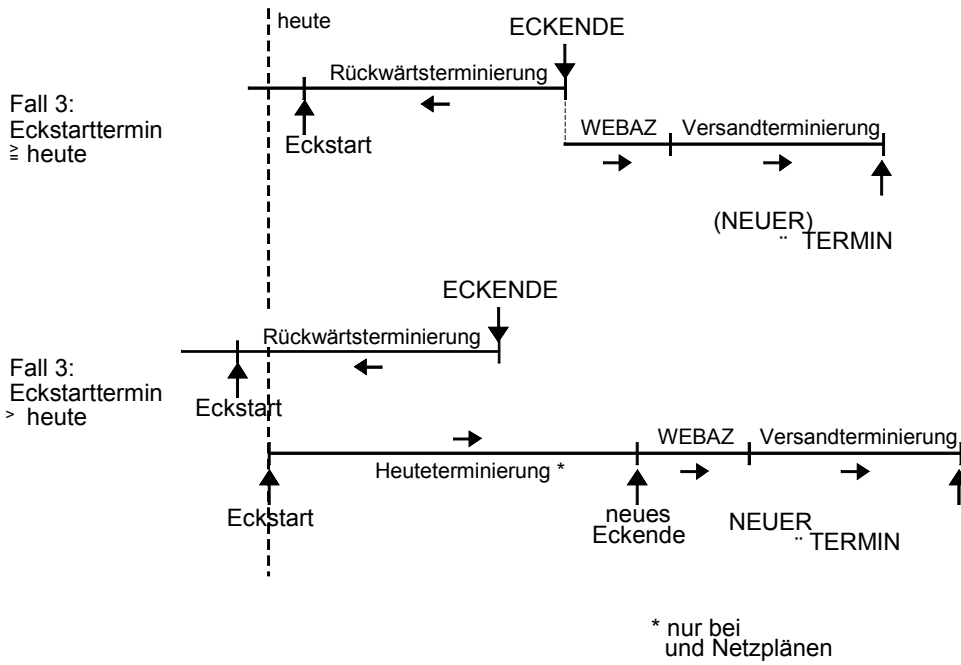 heute
ECKENDE
Rückwärtsterminierung
Fall 3:
Eckstarttermin
≥ heute
Eckstart
WEBAZ
Versandterminierung
(NEUER)
¨ TERMIN
ECKENDE
Rückwärtsterminierung
Fall 3:
Eckstarttermin
> heute
Eckstart
WEBAZ
Versandterminierung
Heuteterminierung *
Eckstart
neues
Eckende
NEUER
¨ TERMIN
* nur bei
und Netzplänen